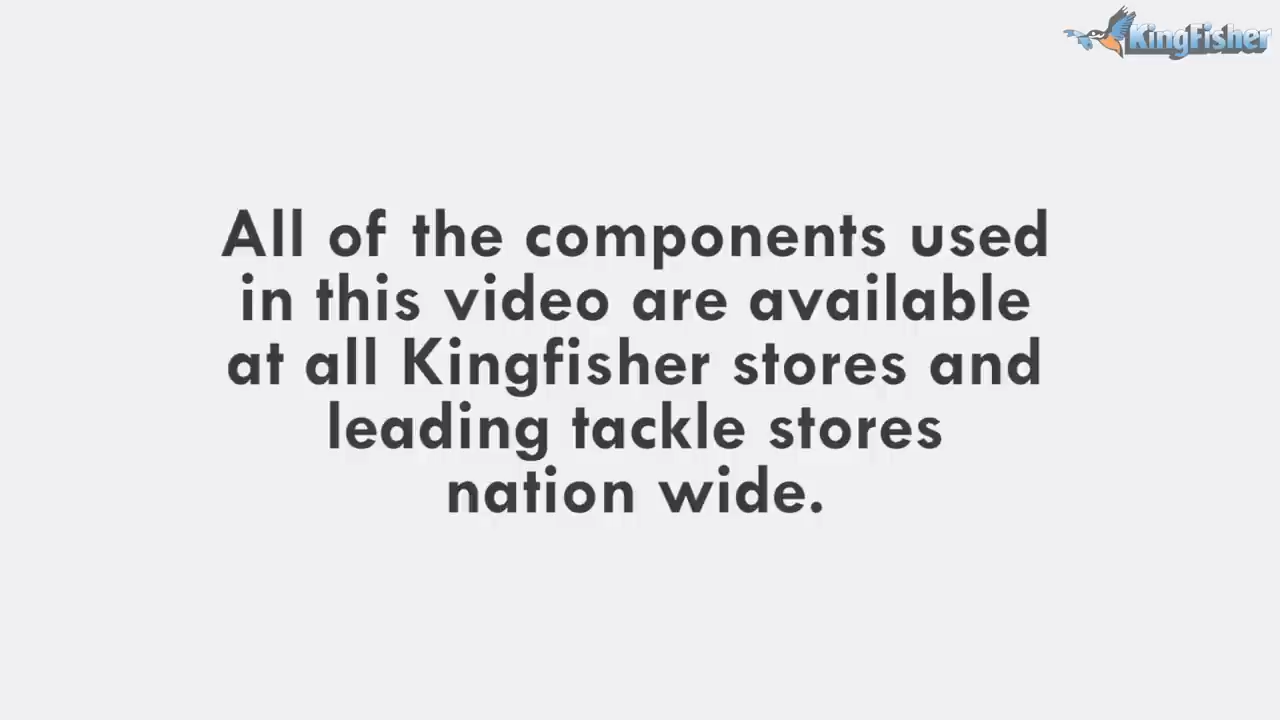 KingFisher
All of the components used
in this video are available
at all Kingfisher stores and
leading tackle stores
nation wide.